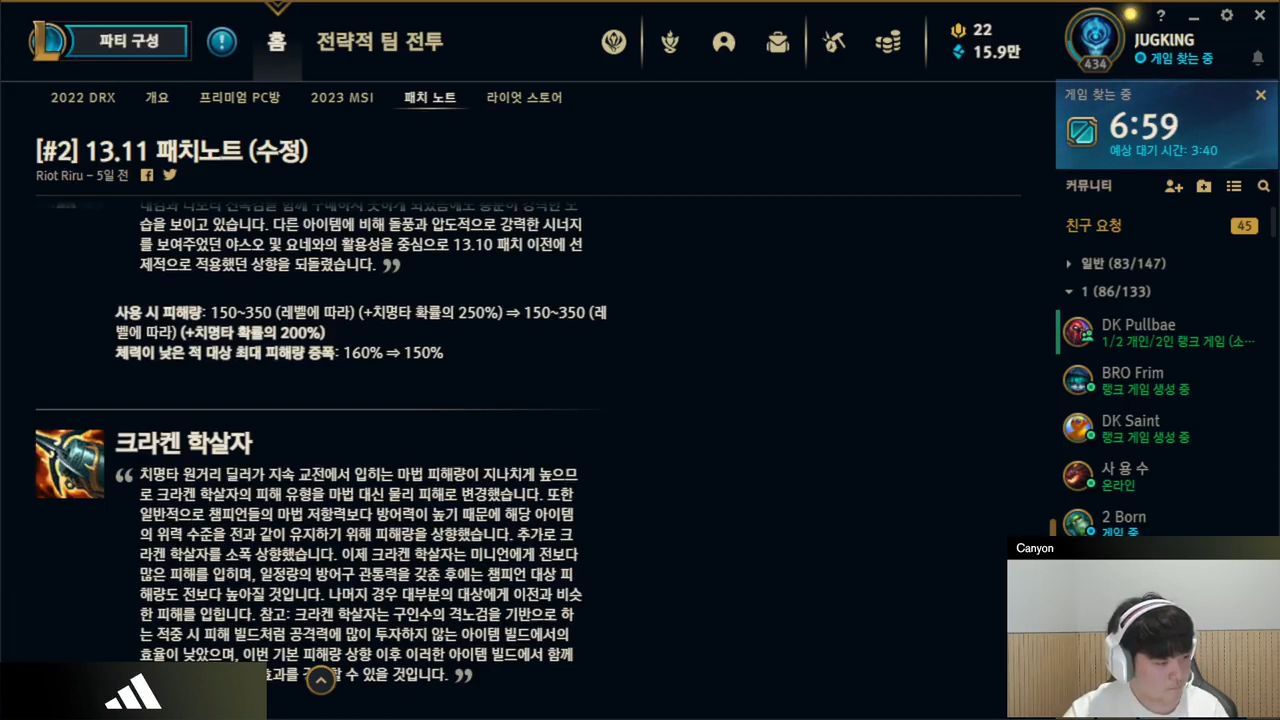 파티 구성
홈
전략적 팀 전투
22
15.9만
?
434
JUGKING
게임 찾는 중
2022 DRX
개요
프리미엄 PC방
2023 MSI
패치 노트
라이엇 스토어
게임 찾는 중
6:59
예상 대기 시간: 3:40
[#2] 13.11 패치노트 (수정)
Riot Riru – 5일 전
습을 보이고 있습니다. 다른 아이템에 비해 돌풍과 압도적으로 강력한 시너지
를 보여주었던 야스오 및 요네와의 활용성을 중심으로 13.10 패치 이전에 선
제적으로 적용했던 상향을 되돌렸습니다.
사용 시 피해량: 150~350 (레벨에 따라) (+치명타 확률의 250%) ⇒ 150~350 (레
벨에 따라) (+치명타 확률의 200%)
체력이 낮은 적 대상 최대 피해량 증폭: 160% ⇒ 150%
크라켄 학살자
치명타 원거리 딜러가 지속 교전에서 입히는 마법 피해량이 지나치게 높으므
로 크라켄 학살자의 피해 유형을 마법 대신 물리 피해로 변경했습니다. 또한
일반적으로 챔피언들의 마법 저항력보다 방어력이 높기 때문에 해당 아이템
의 위력 수준을 전과 같이 유지하기 위해 피해량을 상향했습니다. 추가로 크
라켄 학살자를 소폭 상향했습니다. 이제 크라켄 학살자는 미니언에게 전보다
많은 피해를 입히며, 일정량의 방어구 관통력을 갖춘 후에는 챔피언 대상 피
해량도 전보다 높아질 것입니다. 나머지 경우 대부분의 대상에게 이전과 비슷
한 피해를 입힙니다. 참고: 크라켄 학살자는 구인수의 격노검을 기반으로 하
는 적중 시 피해 빌드처럼 공격력에 많이 투자하지 않는 아이템 빌드에서의
효율이 낮았으며, 이번 기본 피해량 상향 이후 이러한 아이템 빌드에서 함께
할 수 있을 것입니다.
커뮤니티
친구 요청
45
일반 (83/147)
1 (86/133)
DK Pullbae
1/2 개인/2인 랭크 게임 (소…
BRO Frim
랭크 게임 생성 중
DK Saint
랭크 게임 생성 중
사 용 수
온라인
2 Born
게임 중
Canyon